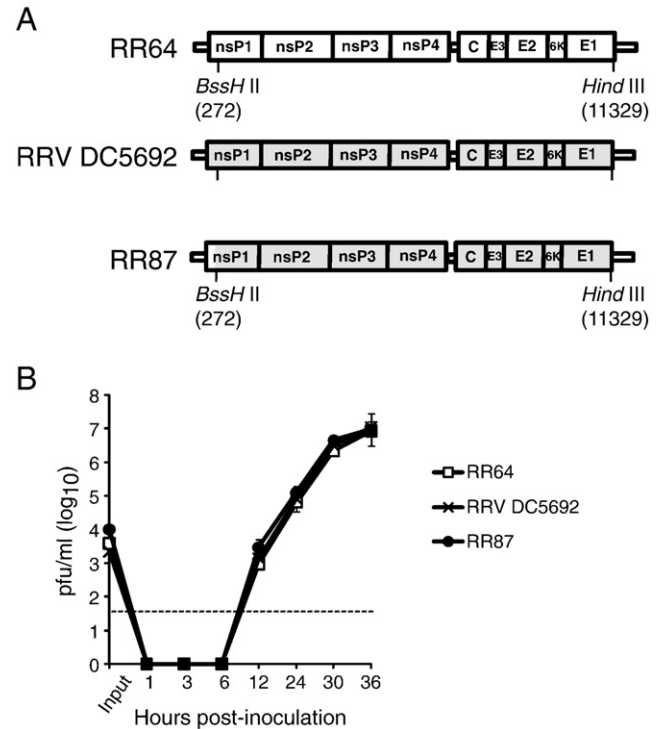 A
RR64
nsP1 nsP2 nsP3 nsP4 C E3 E2 6K E1
BssH II
(272)
Hind III
(11329)
RRV DC5692
nsP1 nsP2 nsP3 nsP4 C E3 E2 6K E1
RR87
nsP1 nsP2 nsP3 nsP4 C E3 E2 6K E1
BssH II
(272)
Hind III
(11329)
B
pfu/ml (log10)
8
7
6
5
4
3
2
1
0
Input 1 3 6 12 24 30 36
Hours post-inoculation
RR64
RRV DC5692
RR87